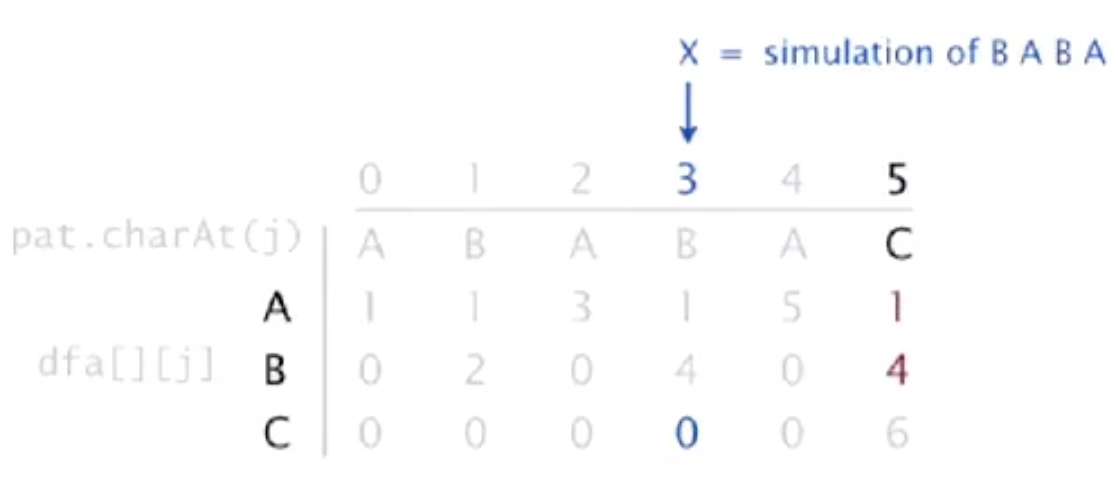 X = simulation of B A B A
0 1 2 3 4 5
pat.charAt(j) A B A B A C
A 1 1 3 1 5 1
dfa[][j] B 0 2 0 4 0 4
C 0 0 0 0 0 6